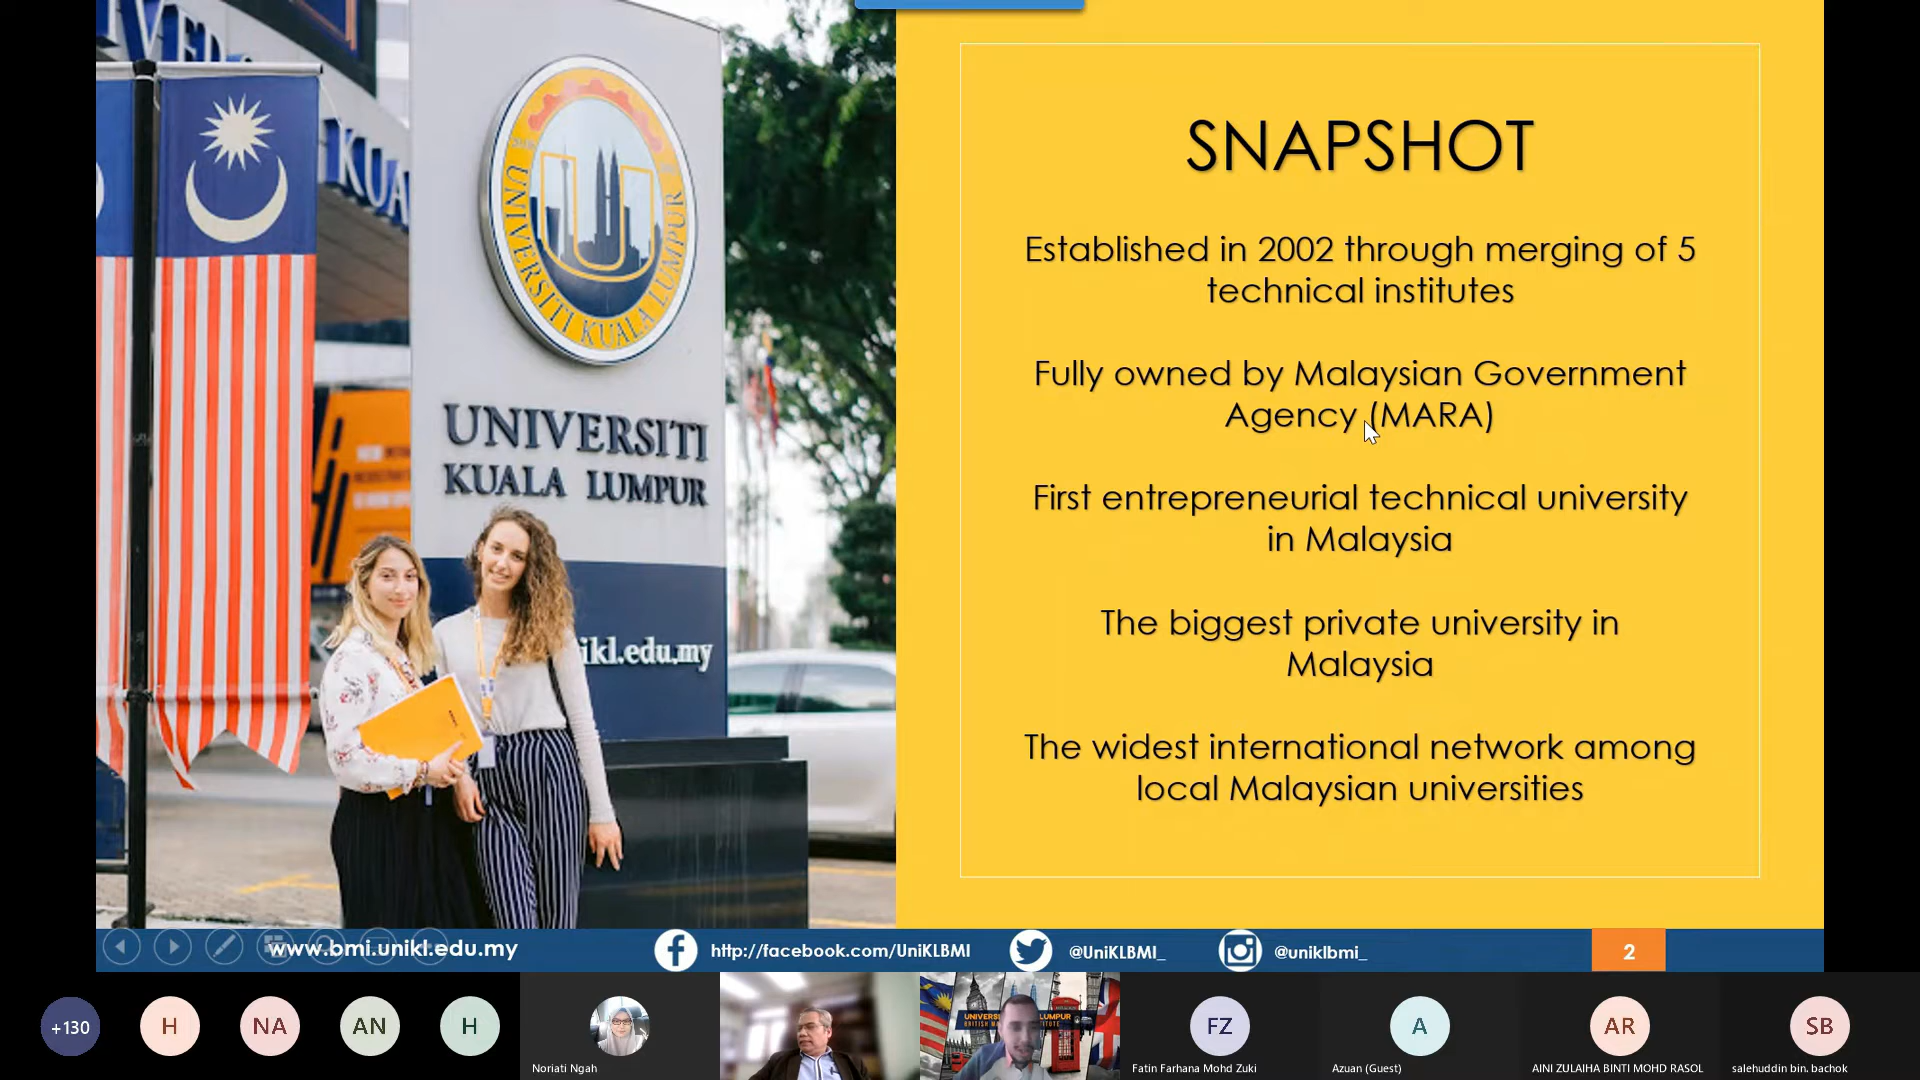 KUA
UNIVERSITI KUALA LUMPUR
UNIVERSITI
KUALA LUMPUR
ikl.edu.my
SNAPSHOT
Established in 2002 through merging of 5
technical institutes
Fully owned by Malaysian Government
Agency (MARA)
First entrepreneurial technical university
in Malaysia
The biggest private university in
Malaysia
The widest international network among
local Malaysian universities
www.bmi.unikl.edu.my
http://facebook.com/UniKLBMI
@UniKLBMI_
@uniklbmi_
2
+130
H
NA
AN
H
Noriati Ngah
FZ
Fatin Farhana Mohd Zuki
A
Azuan (Guest)
AR
AINI ZULAIHA BINTI MOHD RASOL
SB
salehuddin bin. bachok